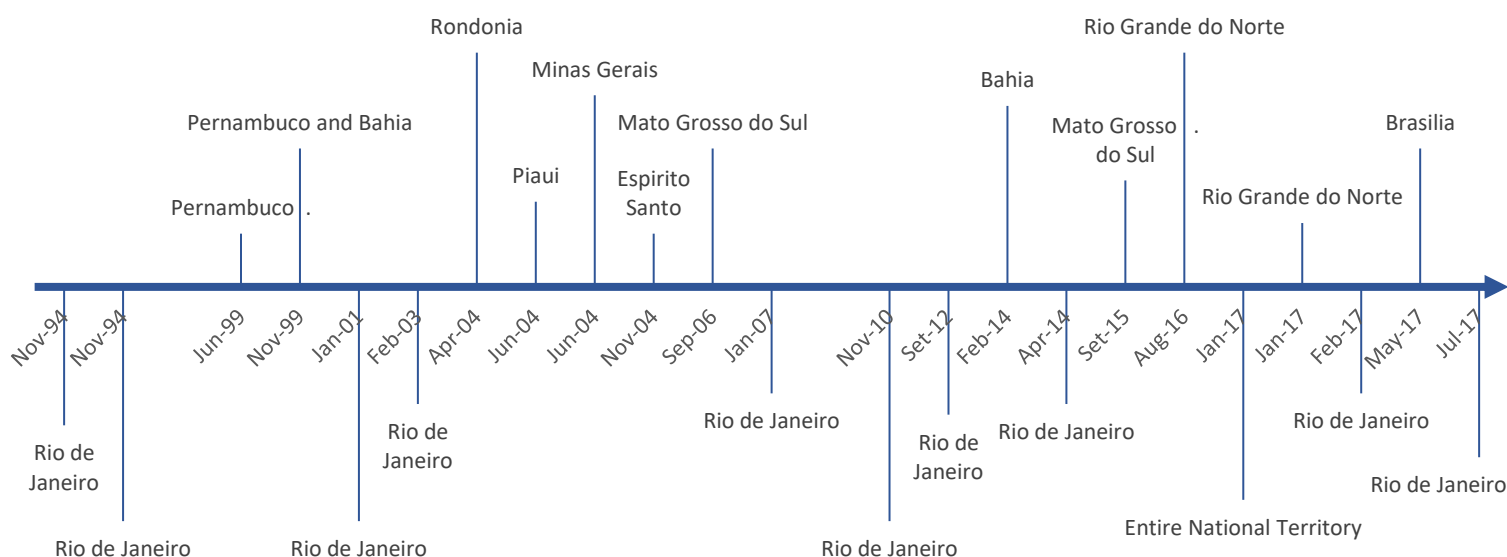 Rondonia
Rio Grande do Norte
Minas Gerais
Bahia
Pernambuco and Bahia
Mato Grosso do Sul
Mato Grosso .
do Sul
Brasilia
Piaui
Espirito
Santo
Rio Grande do Norte
Pernambuco .
Nov-94
Nov-94
Jun-99
Nov-99
Jan-01
Feb-03
Apr-04
Jun-04
Jun-04
Nov-04
Sep-06
Jan-07
Nov-10
Set-12
Feb-14
Apr-14
Set-15
Aug-16
Jan-17
Jan-17
Feb-17
May-17
Jul-17
Rio de Janeiro
Rio de Janeiro
Rio de Janeiro
Rio de
Janeiro
Rio de
Janeiro
Rio de
Janeiro
Rio de Janeiro
Entire National Territory
Rio de Janeiro
Rio de Janeiro
Rio de Janeiro